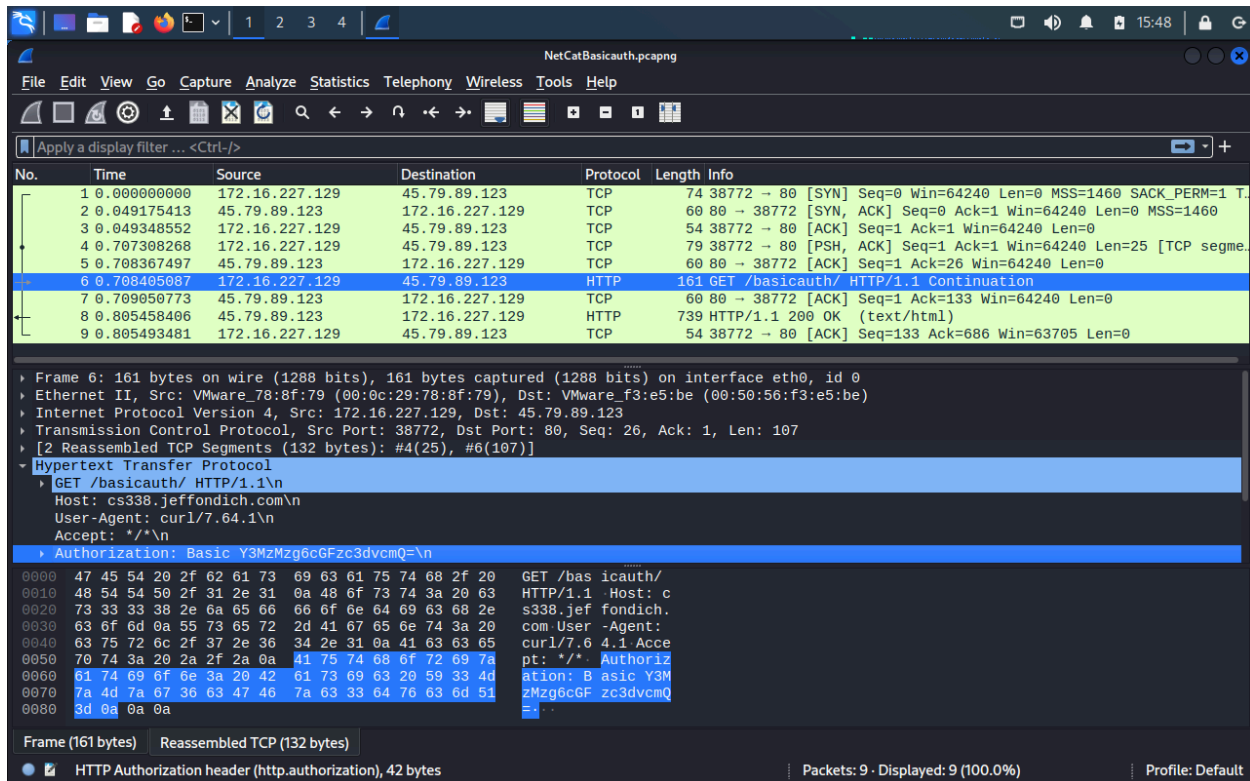 1 2 3 4 15:48
NetCatBasicauth.pcapng
File Edit View Go Capture Analyze Statistics Telephony Wireless Tools Help
Apply a display filter … <Ctrl-/>
No. Time Source Destination Protocol Length Info
1 0.000000000 172.16.227.129 45.79.89.123 TCP 74 38772 → 80 [SYN] Seq=0 Win=64240 Len=0 MSS=1460 SACK_PERM=1 T…
2 0.049175413 45.79.89.123 172.16.227.129 TCP 60 80 → 38772 [SYN, ACK] Seq=0 Ack=1 Win=64240 Len=0 MSS=1460
3 0.049348552 172.16.227.129 45.79.89.123 TCP 54 38772 → 80 [ACK] Seq=1 Ack=1 Win=64240 Len=0
4 0.707308268 172.16.227.129 45.79.89.123 TCP 79 38772 → 80 [PSH, ACK] Seq=1 Ack=1 Win=64240 Len=25 [TCP segme…
5 0.708367497 45.79.89.123 172.16.227.129 TCP 60 80 → 38772 [ACK] Seq=1 Ack=26 Win=64240 Len=0
6 0.708405087 172.16.227.129 45.79.89.123 HTTP 161 GET /basicauth/ HTTP/1.1 Continuation
7 0.709050773 45.79.89.123 172.16.227.129 TCP 60 80 → 38772 [ACK] Seq=1 Ack=133 Win=64240 Len=0
8 0.805458406 45.79.89.123 172.16.227.129 HTTP 739 HTTP/1.1 200 OK (text/html)
9 0.805493481 172.16.227.129 45.79.89.123 TCP 54 38772 → 80 [ACK] Seq=133 Ack=686 Win=63705 Len=0
Frame 6: 161 bytes on wire (1288 bits), 161 bytes captured (1288 bits) on interface eth0, id 0
Ethernet II, Src: VMware_78:8f:79 (00:0c:29:78:8f:79), Dst: VMware_f3:e5:be (00:50:56:f3:e5:be)
Internet Protocol Version 4, Src: 172.16.227.129, Dst: 45.79.89.123
Transmission Control Protocol, Src Port: 38772, Dst Port: 80, Seq: 26, Ack: 1, Len: 107
[2 Reassembled TCP Segments (132 bytes): #4(25), #6(107)]
Hypertext Transfer Protocol
GET /basicauth/ HTTP/1.1\n
Host: cs338.jeffondich.com\n
User-Agent: curl/7.64.1\n
Accept: */*\n
Authorization: Basic Y3MzMzg6cGFzc3dvcmQ=\n
0000 47 45 54 20 2f 62 61 73 69 63 61 75 74 68 2f 20 GET /bas icauth/
0010 48 54 54 50 2f 31 2e 31 0a 48 6f 73 74 3a 20 63 HTTP/1.1 ·Host: c
0020 73 33 33 38 2e 6a 65 66 66 6f 6e 64 69 63 68 2e s338.jef fondich.
0030 63 6f 6d 0a 55 73 65 72 2d 41 67 65 6e 74 3a 20 com·User -Agent:
0040 63 75 72 6c 2f 37 2e 36 34 2e 31 0a 41 63 63 65 curl/7.6 4.1·Acce
0050 70 74 3a 20 2a 2f 2a 0a 41 75 74 68 6f 72 69 7a pt: */*· Authoriz
0060 61 74 69 6f 6e 3a 20 42 61 73 69 63 20 59 33 4d ation: B asic Y3M
0070 7a 4d 7a 67 36 63 47 46 7a 63 33 64 76 63 6d 51 zMzg6cGF zc3dvcmQ
0080 3d 0a 0a 0a =···
Frame (161 bytes) Reassembled TCP (132 bytes)
HTTP Authorization header (http.authorization), 42 bytes Packets: 9 · Displayed: 9 (100.0%) Profile: Default